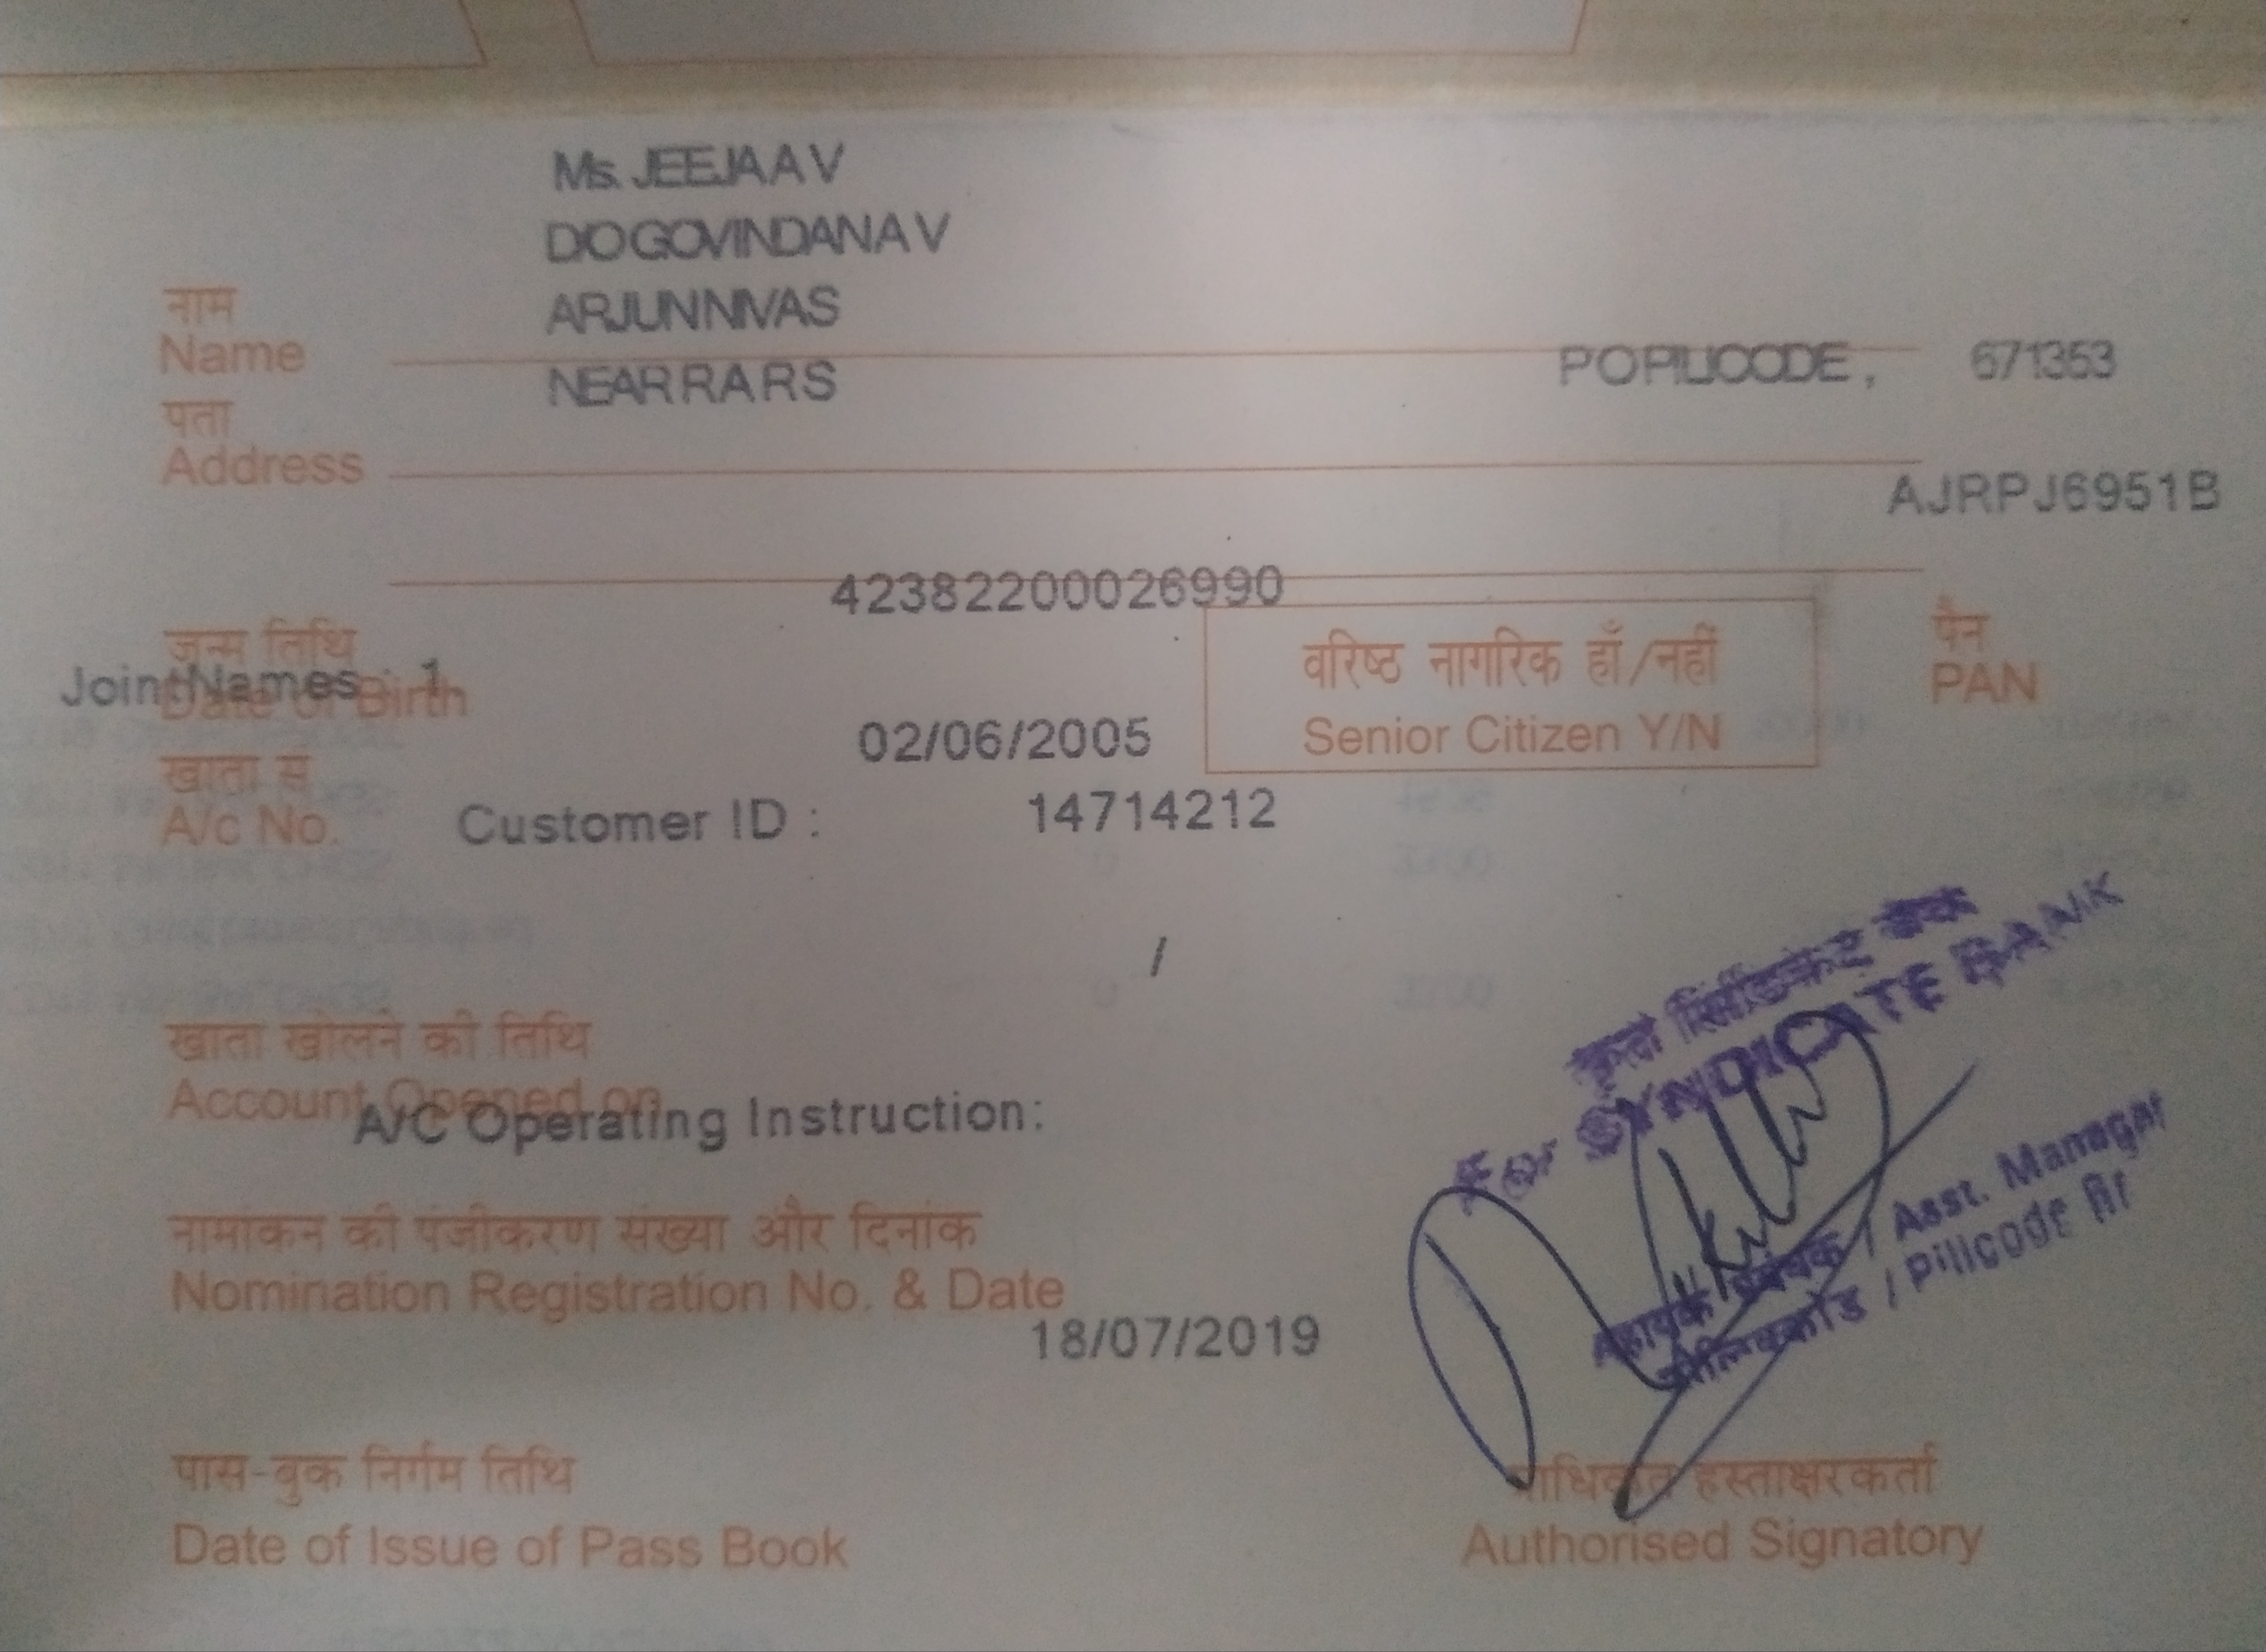 Ms. JEEJA A V
D/O GOVINDAN A V
ARJUN NIVAS
नाम
Name
NEAR RARS POPILICODE, 671353
पता
Address
AJRPJ6951B
42382200026990
जन्म तिथि
Date of Birth
JointNames : 1
वरिष्ठ नागरिक हाँ/नहीं
Senior Citizen Y/N
पैन
PAN
02/06/2005
खाता सं
A/c No.
Customer ID : 14714212
/
खाता खोलने की तिथि
Account Opened on
A/C Operating Instruction:
कृते सिंडिकेट बैंक
For SYNDICATE BANK
सहायक प्रबंधक / Asst. Manager
/ Pilicode Br
नामांकन की पंजीकरण संख्या और दिनांक
Nomination Registration No. & Date
18/07/2019
पास-बुक निर्गम तिथि
Date of Issue of Pass Book
प्राधिकृत हस्ताक्षरकर्ता
Authorised Signatory